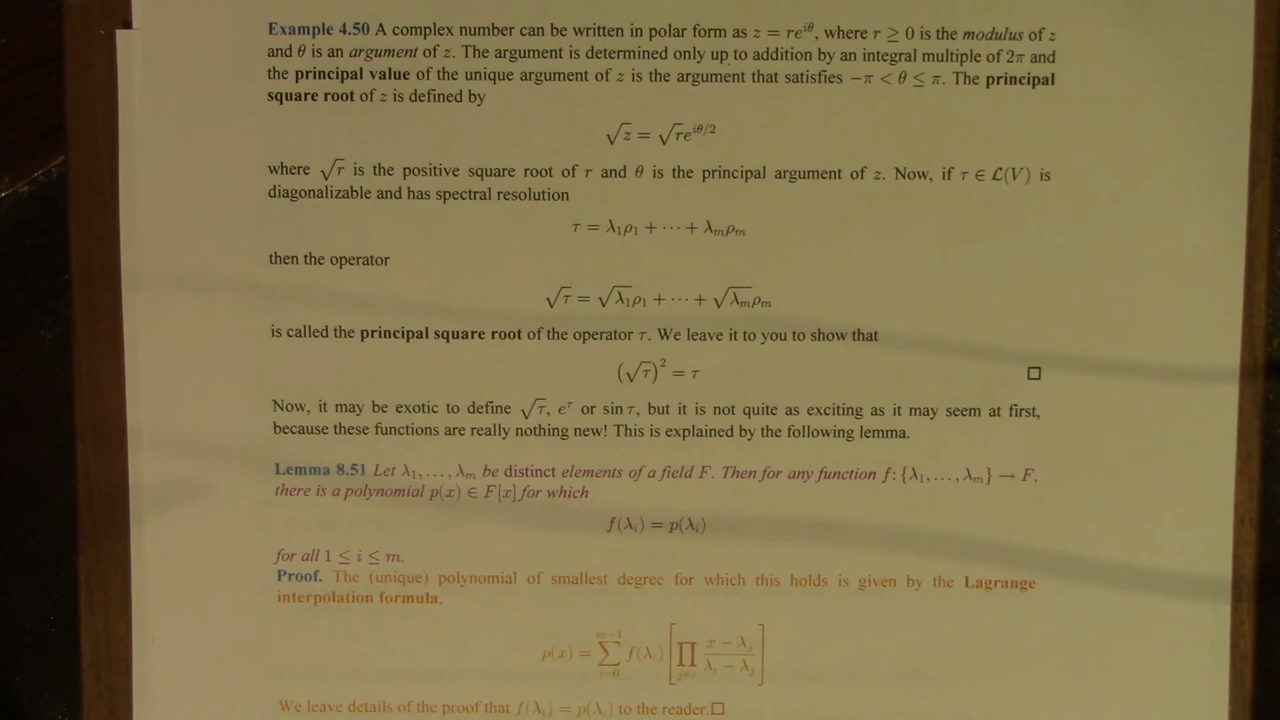 Example 4.50 A complex number can be written in polar form as z = re^{iθ}, where r ≥ 0 is the modulus of z
and θ is an argument of z. The argument is determined only up to addition by an integral multiple of 2π and
the principal value of the unique argument of z is the argument that satisfies −π < θ ≤ π. The principal
square root of z is defined by
√z = √r e^{iθ/2}
where √r is the positive square root of r and θ is the principal argument of z. Now, if τ ∈ ℒ(V) is
diagonalizable and has spectral resolution
τ = λ₁ρ₁ + ⋯ + λₘρₘ
then the operator
√τ = √λ₁ρ₁ + ⋯ + √λₘρₘ
is called the principal square root of the operator τ. We leave it to you to show that
(√τ)² = τ □
Now, it may be exotic to define √τ, e^τ or sin τ, but it is not quite as exciting as it may seem at first,
because these functions are really nothing new! This is explained by the following lemma.
Lemma 8.51 Let λ₁, …, λₘ be distinct elements of a field F. Then for any function f: {λ₁, …, λₘ} → F,
there is a polynomial p(x) ∈ F[x] for which
f(λᵢ) = p(λᵢ)
for all 1 ≤ i ≤ m.
Proof. The (unique) polynomial of smallest degree for which this holds is given by the Lagrange
interpolation formula,
p(x) = ∑_{i=0}^{m−1} f(λᵢ) [∏_{j≠i} (x − λⱼ)/(λᵢ − λⱼ)]
We leave details of the proof that f(λᵢ) = p(λᵢ) to the reader.□